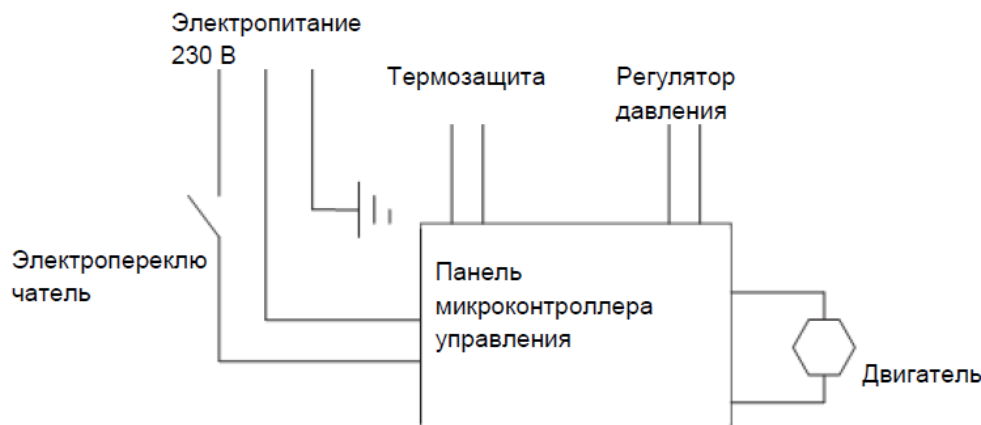 Электропитание
230 В
Термозащита
Регулятор
давления
Электропереклю
чатель
Панель
микроконтроллера
управления
Двигатель